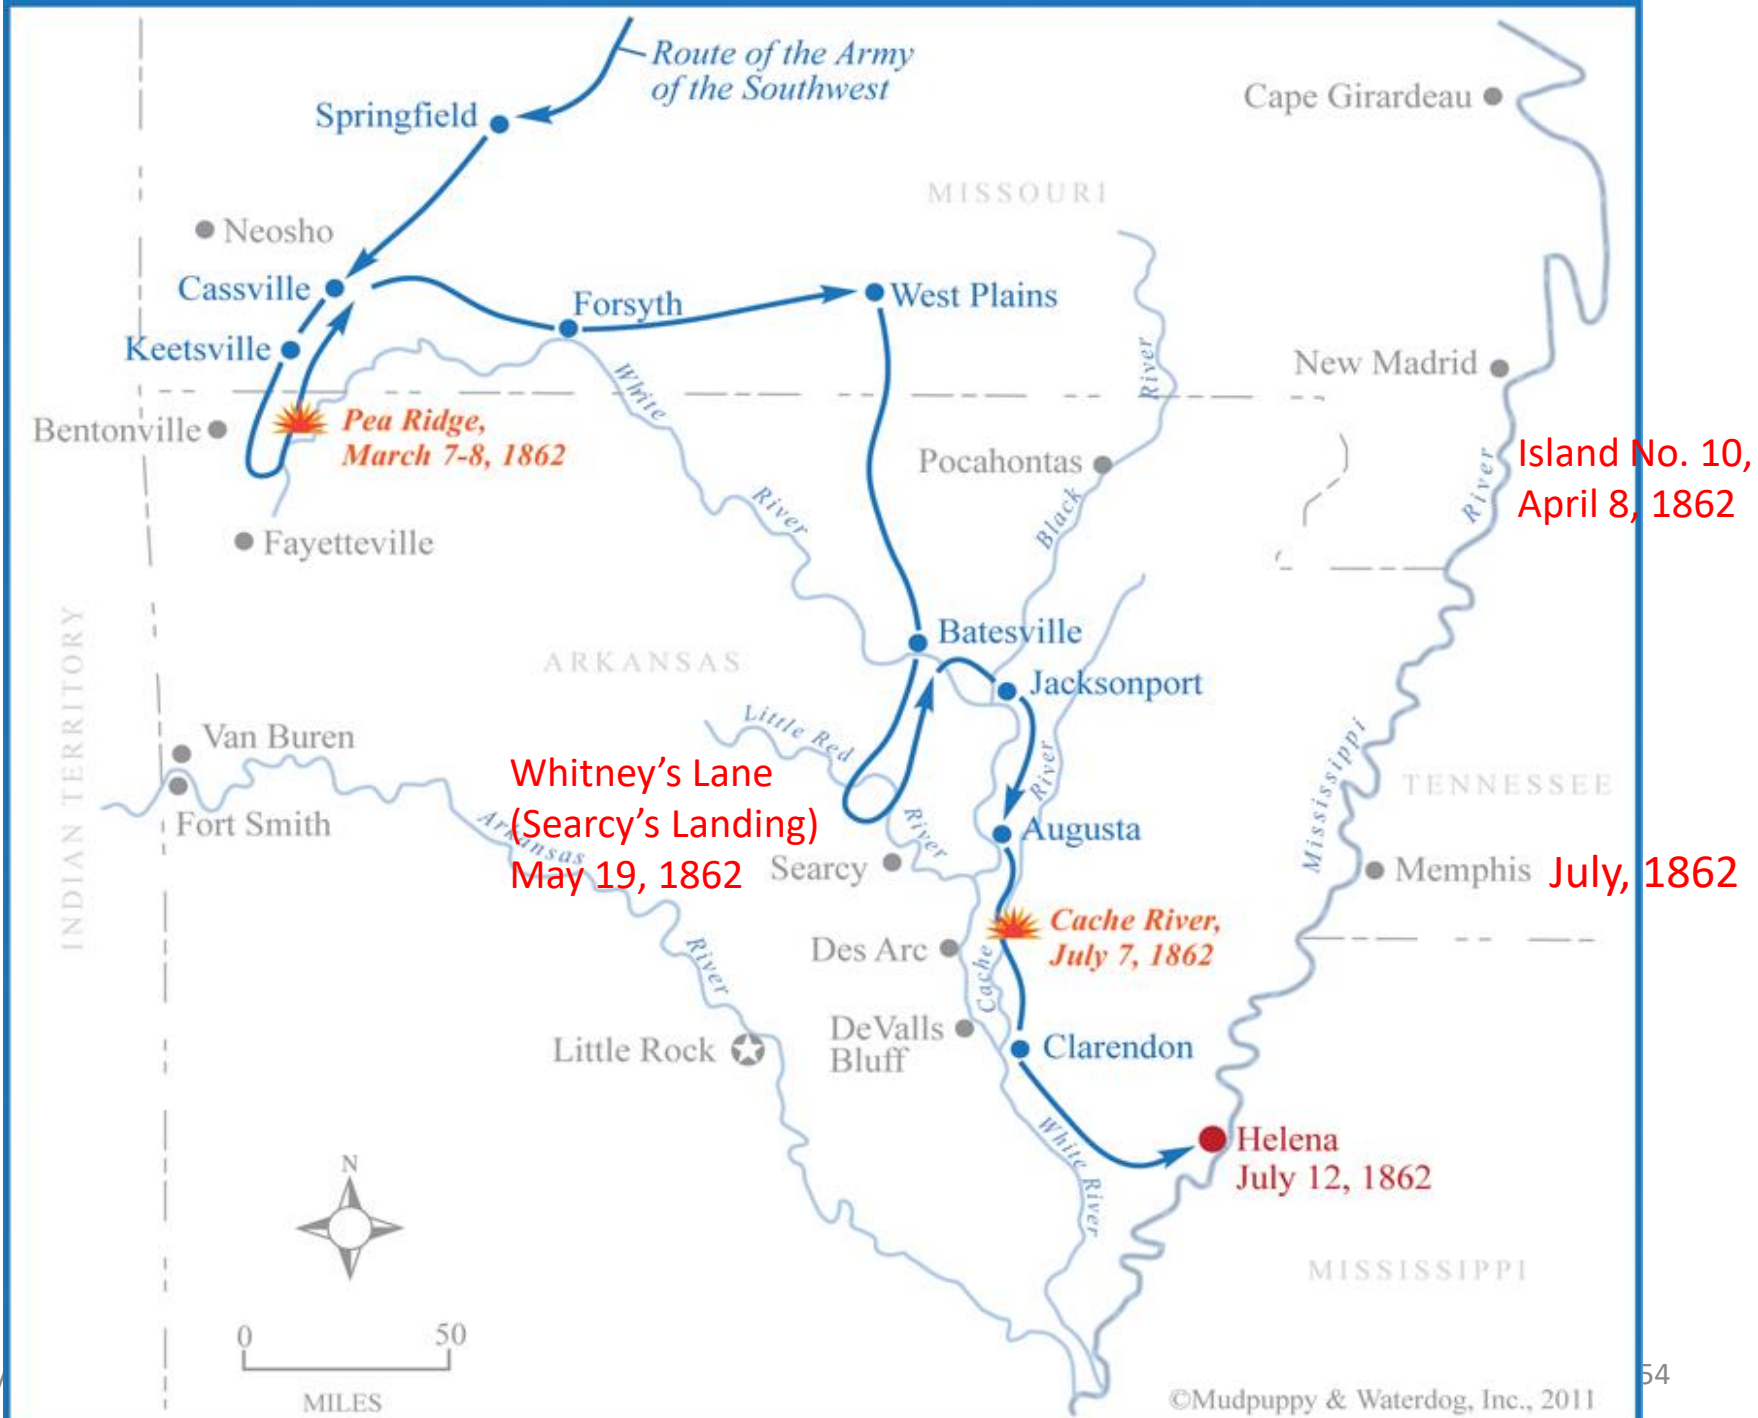 Route of the Army
of the Southwest
Springfield
Cape Girardeau
MISSOURI
Neosho
Cassville
Forsyth
West Plains
Keetsville
River
New Madrid
White
Bentonville
Pea Ridge,
March 7-8, 1862
Pocahontas
Island No. 10,
April 8, 1862
River
River
Black
Fayetteville
INDIAN TERRITORY
ARKANSAS
Batesville
Jacksonport
Little Red
Van Buren
Whitney’s Lane
(Searcy’s Landing)
May 19, 1862
River
Mississippi
TENNESSEE
Fort Smith
Arkansas
River
Augusta
Searcy
Memphis
July, 1862
Cache River,
July 7, 1862
Des Arc
River
Cache
DeValls
Bluff
Little Rock
Clarendon
White River
Helena
July 12, 1862
N
MISSISSIPPI
0 50
MILES
54
©Mudpuppy & Waterdog, Inc., 2011